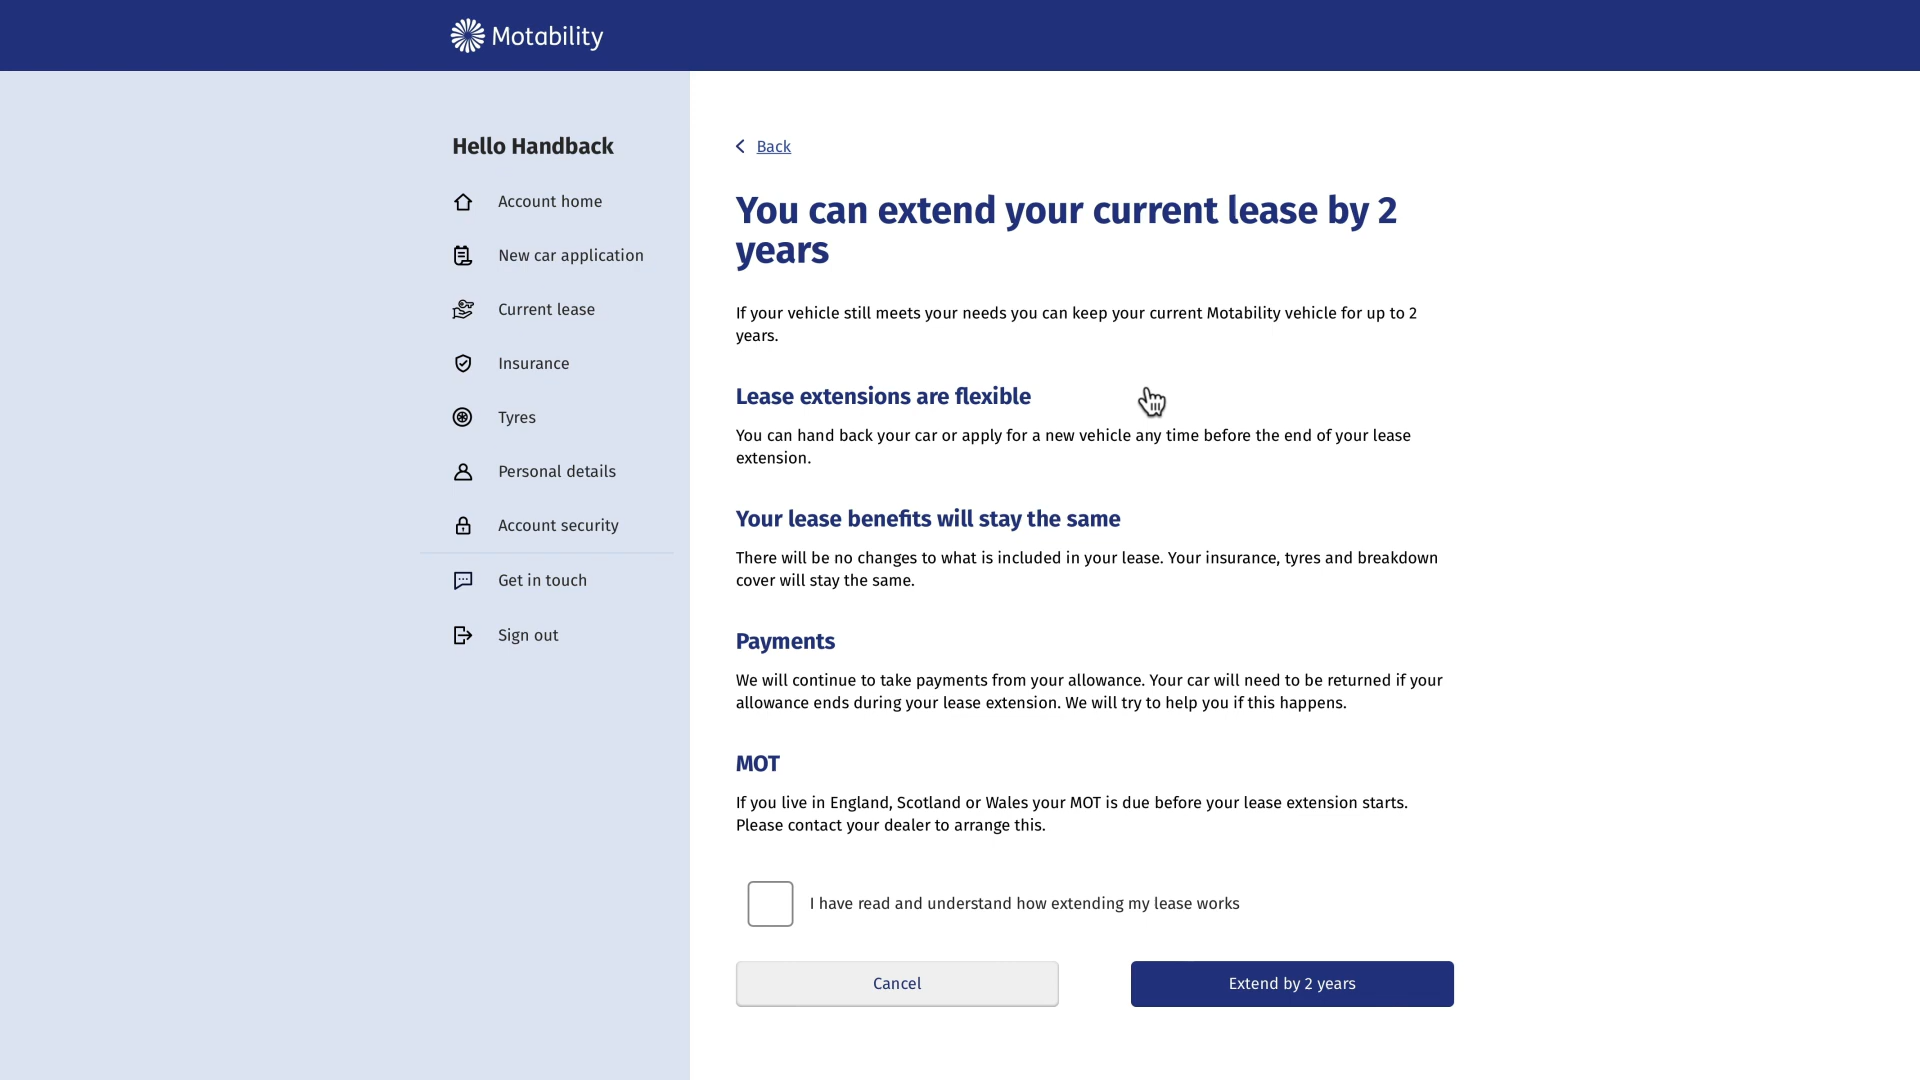 Motability
Hello Handback
Account home
New car application
Current lease
Insurance
Tyres
Personal details
Account security
Get in touch
Sign out
Back
You can extend your current lease by 2
years
If your vehicle still meets your needs you can keep your current Motability vehicle for up to 2
years.
Lease extensions are flexible
You can hand back your car or apply for a new vehicle any time before the end of your lease
extension.
Your lease benefits will stay the same
There will be no changes to what is included in your lease. Your insurance, tyres and breakdown
cover will stay the same.
Payments
We will continue to take payments from your allowance. Your car will need to be returned if your
allowance ends during your lease extension. We will try to help you if this happens.
MOT
If you live in England, Scotland or Wales your MOT is due before your lease extension starts.
Please contact your dealer to arrange this.
I have read and understand how extending my lease works
Cancel
Extend by 2 years